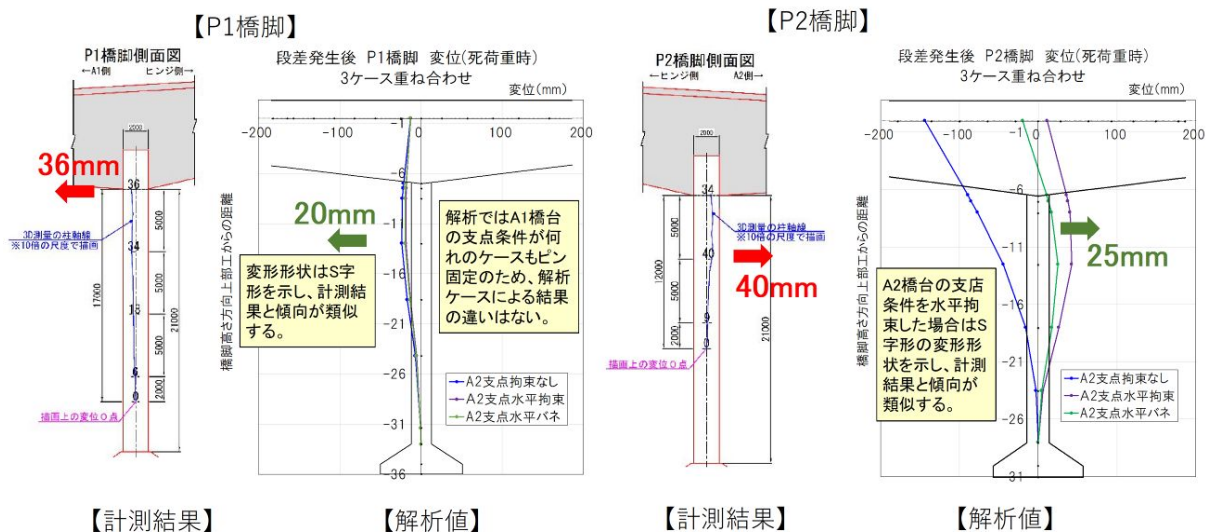 【P1橋脚】
P1橋脚側面図
←A1側 ヒンジ側→
2000
36mm
36
3D測量の柱軸線
※10倍の尺度で描画
34
18
6
0
5000
5000
5000
2000
17000
21000
描画上の変位0点
【計測結果】
段差発生後 P1橋脚 変位(死荷重時)
3ケース重ね合わせ
変位(mm)
-200 -100 0 100 200
-1
-6
-11
-16
-21
-26
-31
-36
橋脚高さ方向上部工からの距離
20mm
変形形状はS字
形を示し、計測結
果と傾向が類似
する。
解析ではA1橋台
の支点条件が何
れのケースもピン
固定のため、解析
ケースによる結果
の違いはない。
A2支点拘束なし
A2支点水平拘束
A2支点水平バネ
【解析値】
【P2橋脚】
P2橋脚側面図
←ヒンジ側 A2側→
2000
34
3D測量の柱軸線
※10倍の尺度で描画
40
40mm
9
0
5000
5000
2000
12000
21000
描画上の変位0点
【計測結果】
段差発生後 P2橋脚 変位(死荷重時)
3ケース重ね合わせ
変位(mm)
-200 -100 0 100 200
-1
-6
-11
-16
-21
-26
-31
橋脚高さ方向上部工からの距離
25mm
A2橋台の支店
条件を水平拘
束した場合はS
字形の変形形
状を示し、計測
結果と傾向が
類似する。
A2支点拘束なし
A2支点水平拘束
A2支点水平バネ
【解析値】